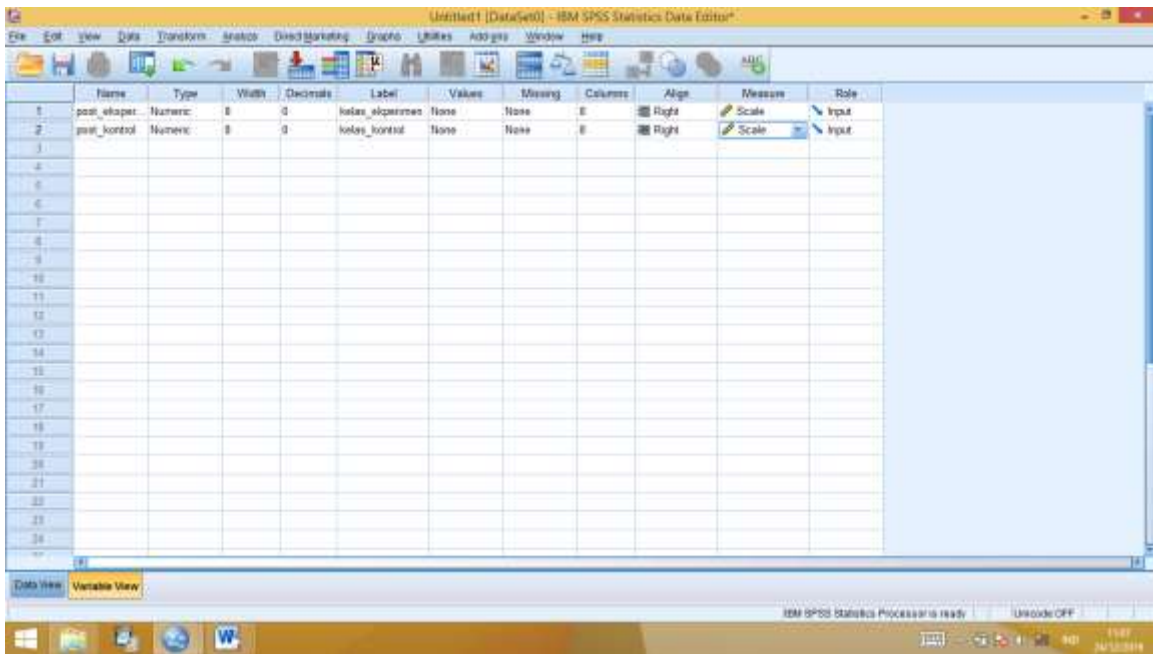 Untitled1 [DataSet0] - IBM SPSS Statistics Data Editor*
File Edit View Data Transform Analyze Direct Marketing Graphs Utilities Add-ons Window Help
Name Type Width Decimals Label Values Missing Columns Align Measure Role
1 post_eksper... Numeric 8 0 kelas_eksperimen None None 8 Right Scale Input
2 post_kontrol Numeric 8 0 kelas_kontrol None None 8 Right Scale Input
3
4
5
6
7
8
9
10
11
12
13
14
15
16
17
18
19
20
21
22
23
24
Data View Variable View
IBM SPSS Statistics Processor is ready Unicode:OFF
W